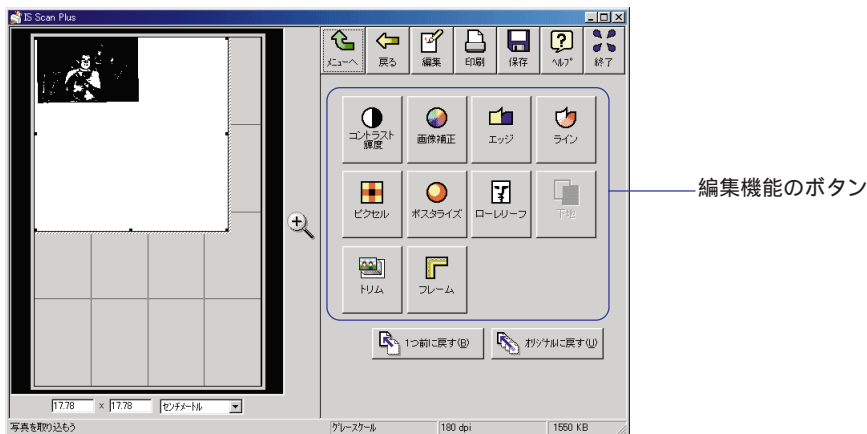 IS Scan Plus
メニューへ 戻る 編集 印刷 保存 ヘルプ 終了
コントラスト
輝度
画像補正 エッジ ライン
ピクセル ポスタライズ ローレリーフ 下地
トリム フレーム
編集機能のボタン
1つ前に戻す(B) オリジナルに戻す(U)
17.78 × 17.78 センチメートル
写真を取り込もう グレースケール 180 dpi 1550 KB